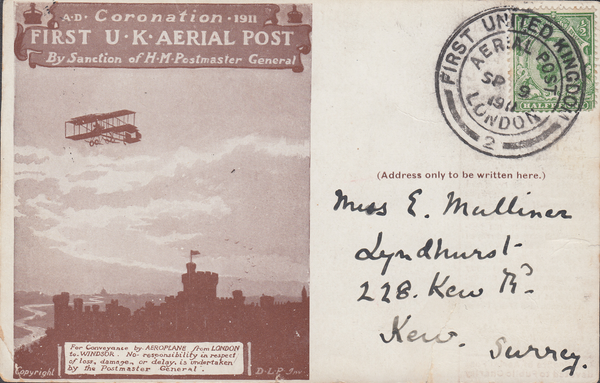 A·D· Coronation · 1911
FIRST U·K·AERIAL POST
By Sanction of H·M·Postmaster General
For Conveyance by AEROPLANE from LONDON
to WINDSOR. No responsibility in respect
of loss, damage, or delay, is undertaken
by the Postmaster General.
Copyright
FIRST UNITED KINGDOM
AERIAL POST
SP 9
1911
LONDON
2
HALFPENNY
(Address only to be written here.)
Miss E. Mulliner
Lyndhurst
228. Kew Rd.
Kew.
Surrey.